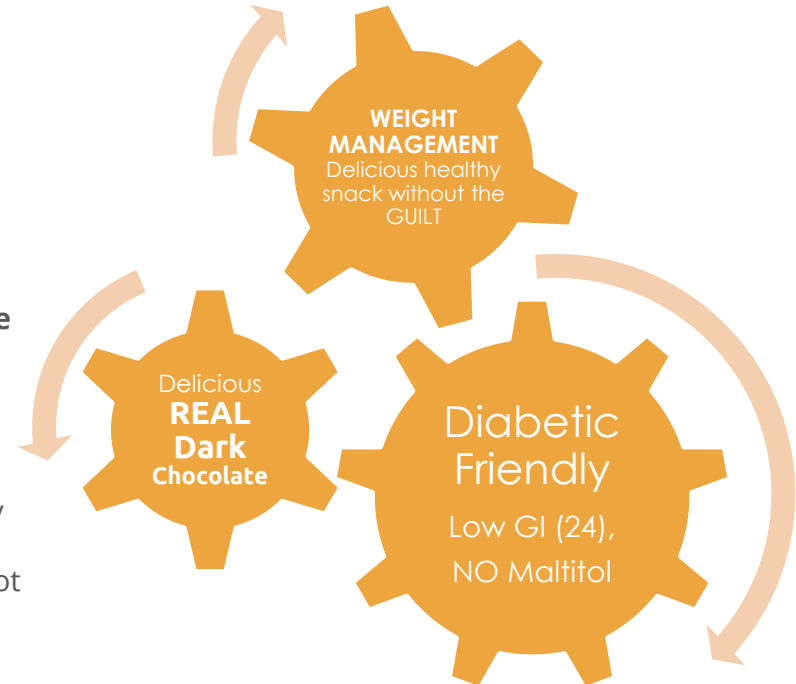 WEIGHT
MANAGEMENT
Delicious healthy
snack without the
GUILT
Delicious
REAL
Dark
Chocolate
Diabetic
Friendly
Low GI (24),
NO Maltitol